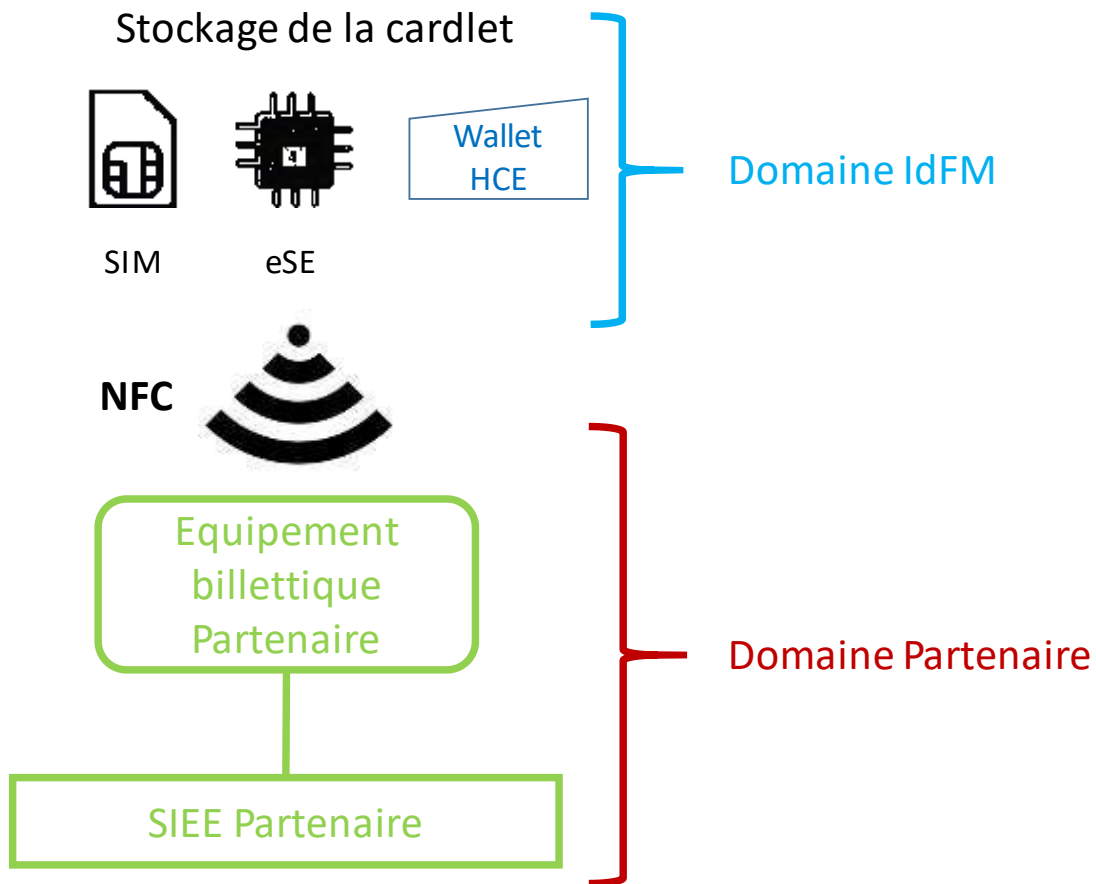 Stockage de la cardlet
Wallet
HCE
SIM
eSE
Domaine IdFM
NFC
Equipement
billettique
Partenaire
Domaine Partenaire
SIEE Partenaire